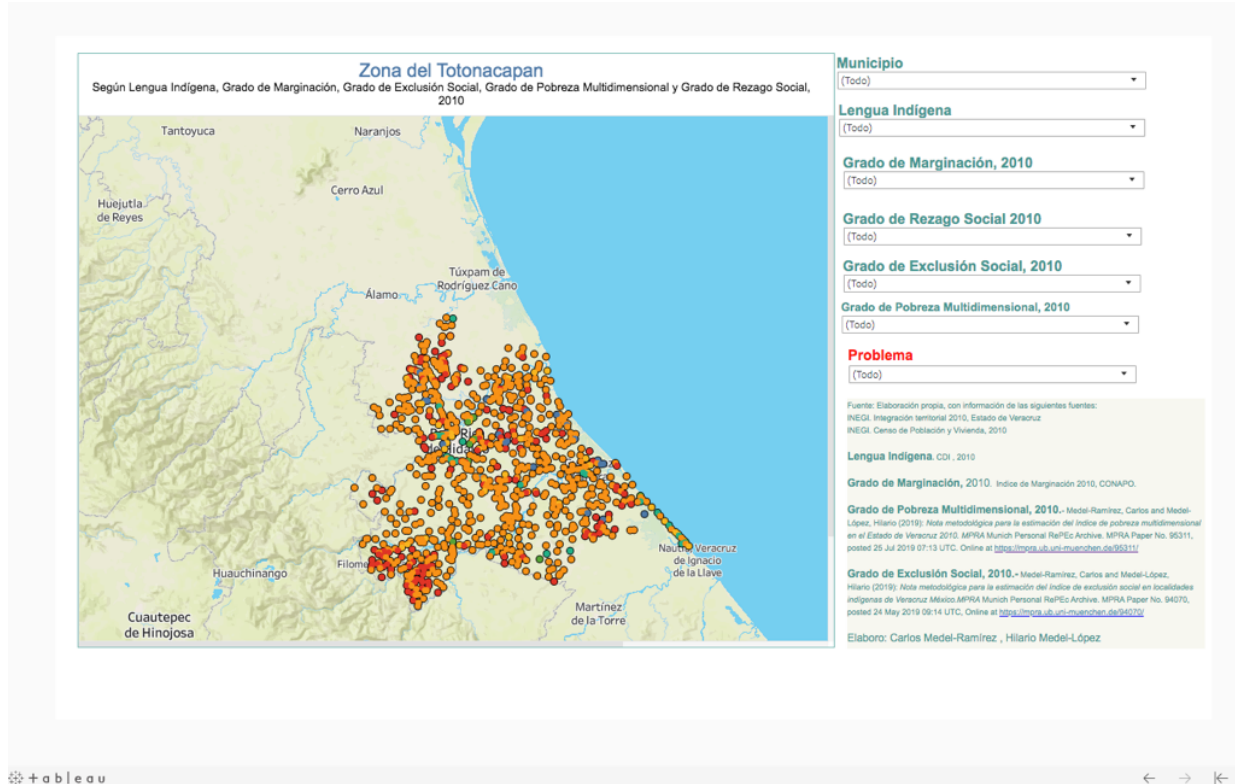 Zona del Totonacapan
Según Lengua Indígena, Grado de Marginación, Grado de Exclusión Social, Grado de Pobreza Multidimensional y Grado de Rezago Social,
2010
Tantoyuca
Naranjos
Cerro Azul
Huejutla
de Reyes
Túxpam de
Rodríguez Cano
Álamo
Huauchinango
Filome
Nautla, Veracruz
de Ignacio
de la Llave
Martínez
de la Torre
Cuautepec
de Hinojosa
Municipio
(Todo)
Lengua Indígena
(Todo)
Grado de Marginación, 2010
(Todo)
Grado de Rezago Social 2010
(Todo)
Grado de Exclusión Social, 2010
(Todo)
Grado de Pobreza Multidimensional, 2010
(Todo)
Problema
(Todo)
Fuente: Elaboración propia, con información de las siguientes fuentes:
INEGI. Integración territorial 2010, Estado de Veracruz
INEGI. Censo de Población y Vivienda, 2010
Lengua Indígena. CDI , 2010
Grado de Marginación, 2010. Indice de Marginación 2010, CONAPO.
Grado de Pobreza Multidimensional, 2010.- Medel-Ramírez, Carlos and Medel-
López, Hilario (2019): Nota metodológica para la estimación del índice de pobreza multidimensional
en el Estado de Veracruz 2010. MPRA Munich Personal RePEc Archive. MPRA Paper No. 95311,
posted 25 Jul 2019 07:13 UTC. Online at https://mpra.ub.uni-muenchen.de/95311/
Grado de Exclusión Social, 2010.- Medel-Ramírez, Carlos and Medel-López,
Hilario (2019): Nota metodológica para la estimación del índice de exclusión social en localidades
indígenas de Veracruz México.MPRA Munich Personal RePEc Archive. MPRA Paper No. 94070,
posted 24 May 2019 09:14 UTC, Online at https://mpra.ub.uni-muenchen.de/94070/
Elaboro: Carlos Medel-Ramírez , Hilario Medel-López
+ableau